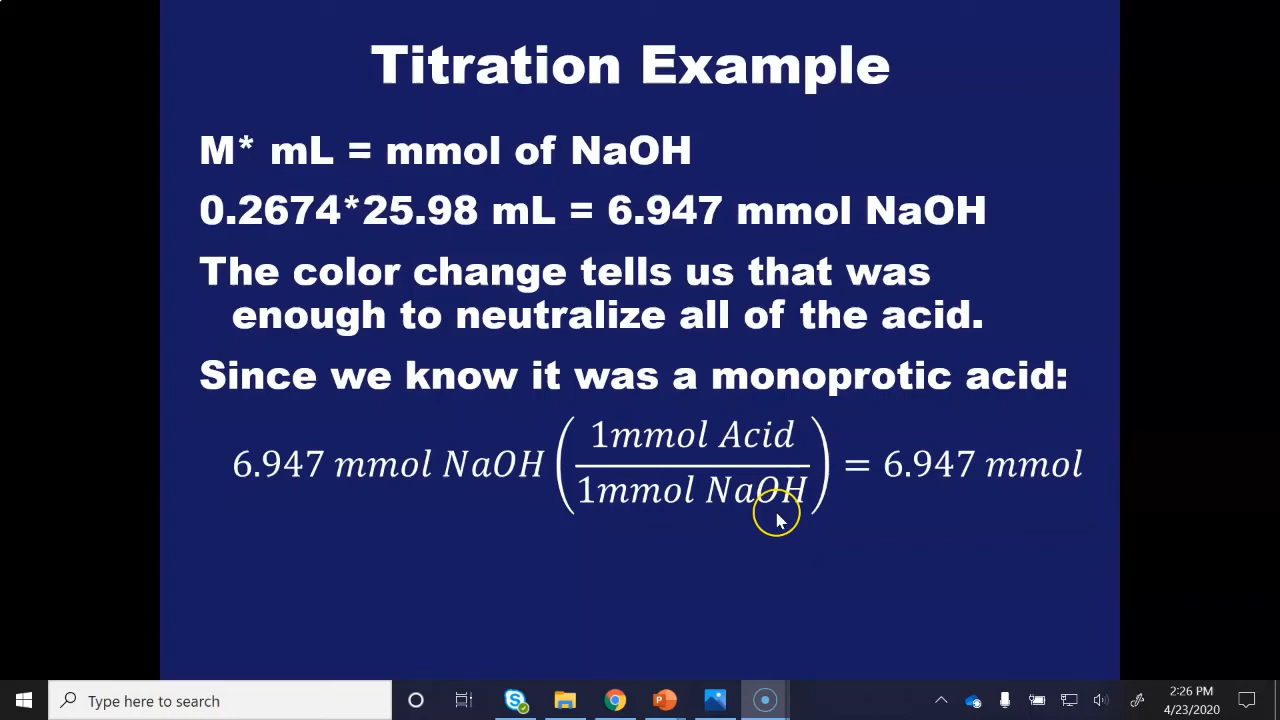 Titration Example
M* mL = mmol of NaOH
0.2674*25.98 mL = 6.947 mmol NaOH
The color change tells us that was
enough to neutralize all of the acid.
Since we know it was a monoprotic acid:
6.947 mmol NaOH (1mmol Acid / 1mmol NaOH) = 6.947 mmol
Type here to search
2:26 PM
4/23/2020